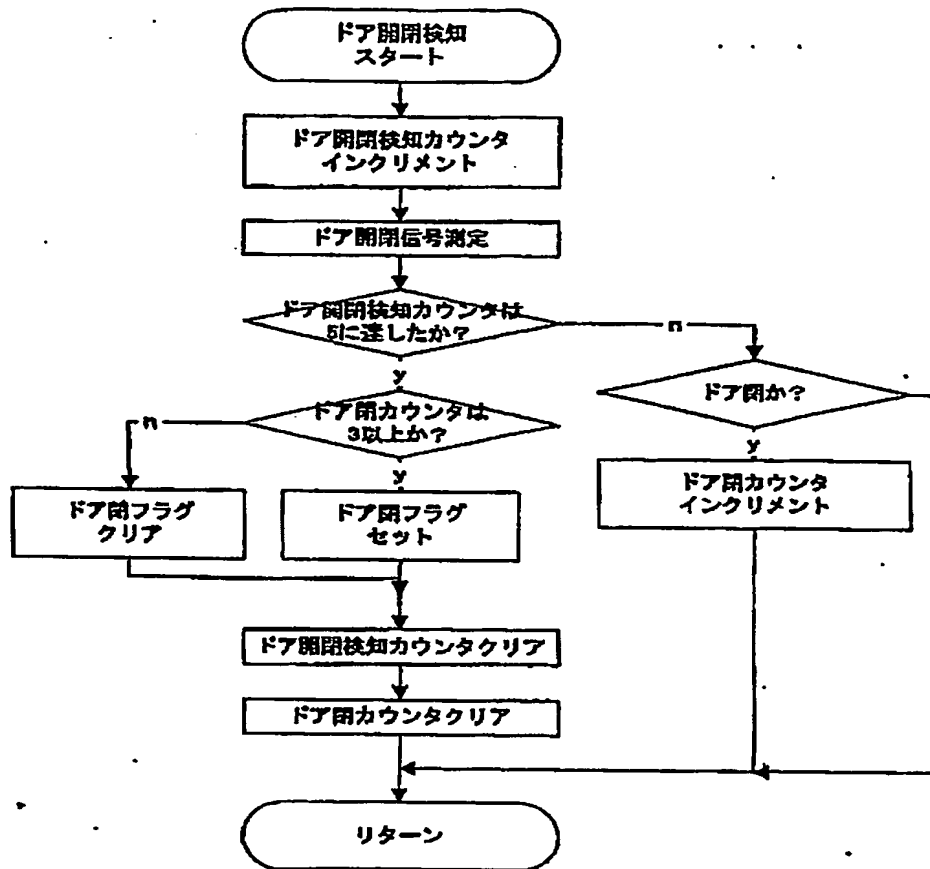 ドア開閉検知
スタート
ドア開閉検知カウンタ
インクリメント
ドア開閉信号測定
ドア開閉検知カウンタは
5に達したか？
n
y
ドア閉か？
y
ドア閉カウンタ
インクリメント
ドア閉カウンタは
3以上か？
n
y
ドア閉フラグ
クリア
ドア閉フラグ
セット
ドア開閉検知カウンタクリア
ドア閉カウンタクリア
リターン